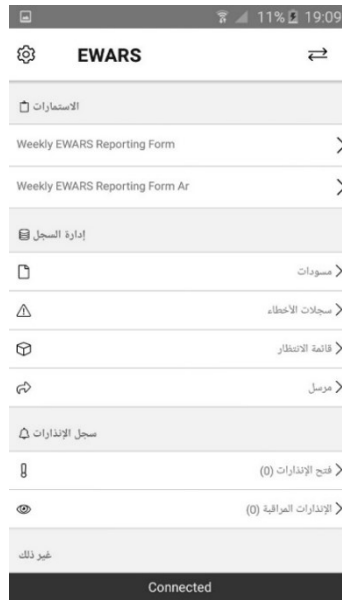 11% 19:09
EWARS
الاستمارات
Weekly EWARS Reporting Form
Weekly EWARS Reporting Form Ar
إدارة السجل
مسودات
سجلات الأخطاء
قائمة الانتظار
مرسل
سجل الإنذارات
فتح الإنذارات (0)
الإنذارات المراقبة (0)
غير ذلك
Connected